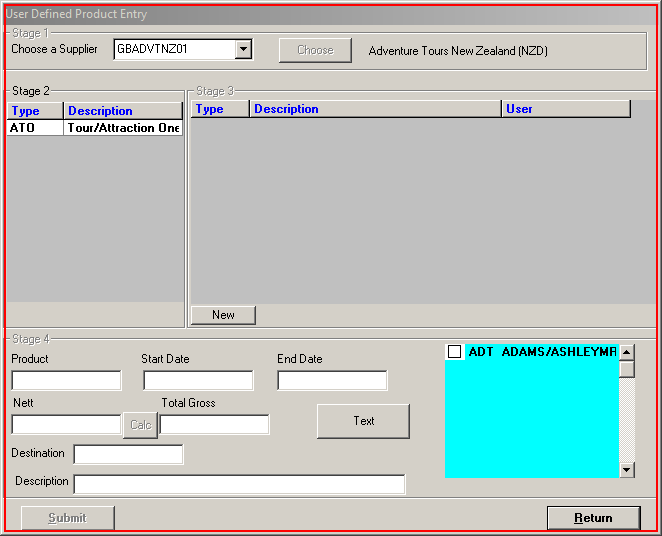 User Defined Product Entry
Stage 1
Choose a Supplier GBADVTNZ01 Choose Adventure Tours New Zealand (NZD)
Stage 2
Type Description
ATO Tour/Attraction One
Stage 3
Type Description User
New
Stage 4
Product Start Date End Date
Nett Total Gross
Calc
Text
Destination
Description
ADT ADAMS/ASHLEYMR
Submit Return